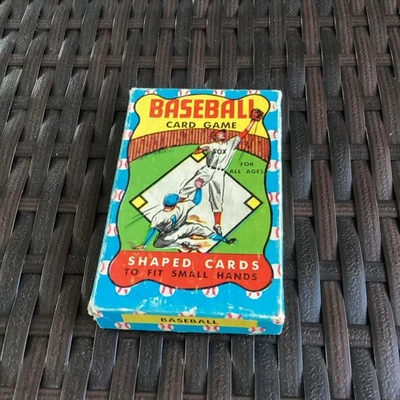 BASEBALL
CARD GAME
SOX
FOR
ALL AGES
SHAPED CARDS
TO FIT SMALL HANDS
BASEBALL